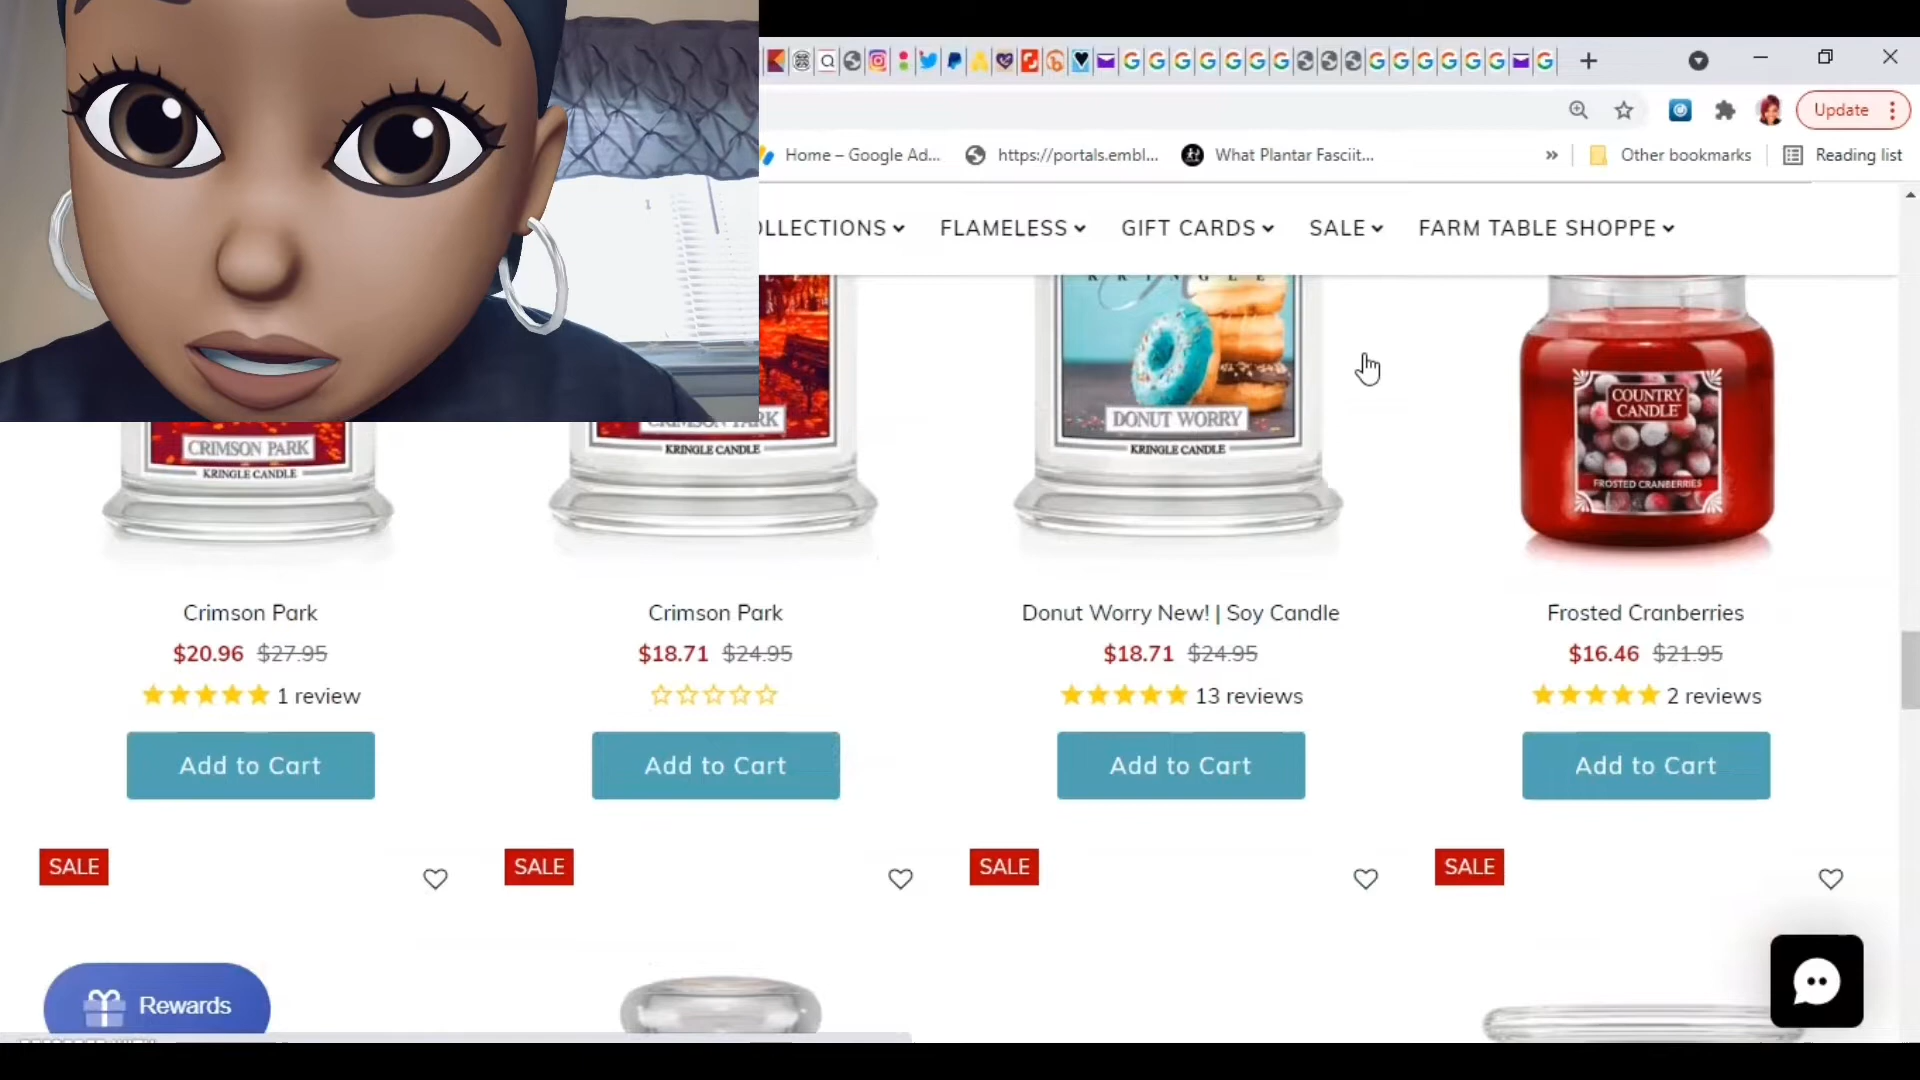 Update
Home – Google Ad...
https://portals.embl...
What Plantar Fasciit...
»
Other bookmarks
Reading list
OLLECTIONS
FLAMELESS
GIFT CARDS
SALE
FARM TABLE SHOPPE
KRINGLE
COUNTRY
CANDLE
DONUT WORRY
CRIMSON PARK
CRIMSON PARK
KRINGLE CANDLE
KRINGLE CANDLE
KRINGLE CANDLE
FROSTED CRANBERRIES
Crimson Park
Crimson Park
Donut Worry New! | Soy Candle
Frosted Cranberries
$20.96 $27.95
$18.71 $24.95
$18.71 $24.95
$16.46 $21.95
1 review
13 reviews
2 reviews
Add to Cart
Add to Cart
Add to Cart
Add to Cart
SALE
SALE
SALE
SALE
Rewards